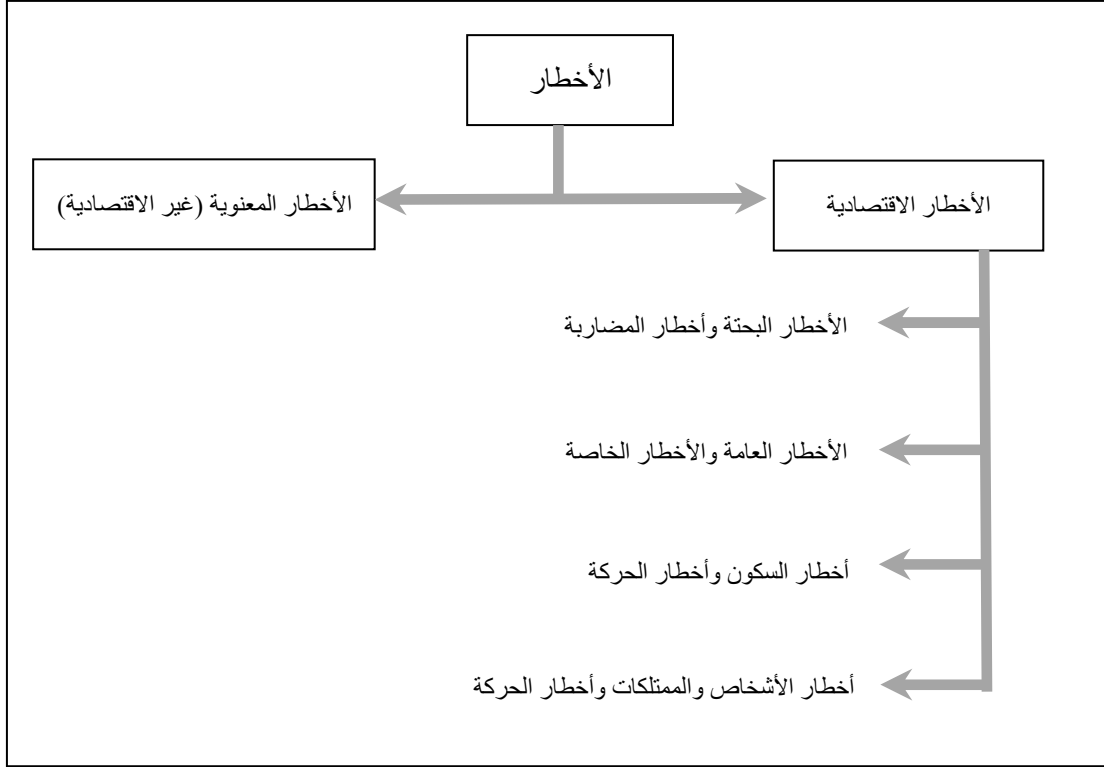 الأخطار
الأخطار الاقتصادية
الأخطار المعنوية (غير الاقتصادية)
الأخطار البحتة وأخطار المضاربة
الأخطار العامة والأخطار الخاصة
أخطار السكون وأخطار الحركة
أخطار الأشخاص والممتلكات وأخطار الحركة